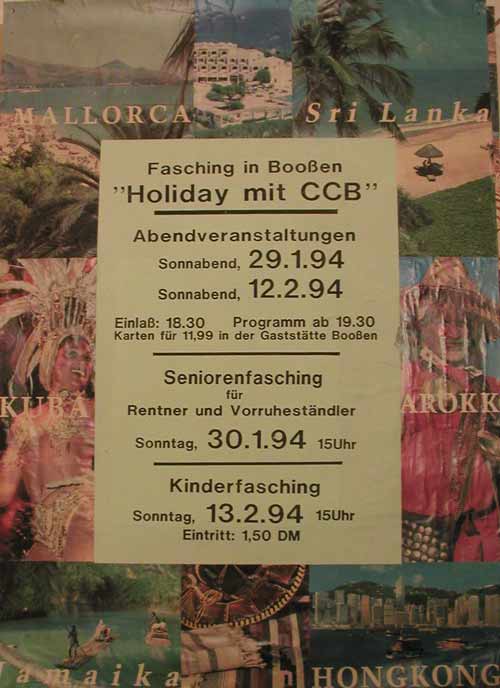 MALLORCA
Sri Lanka
Fasching in Booßen
"Holiday mit CCB"
Abendveranstaltungen
Sonnabend, 29.1.94
Sonnabend, 12.2.94
Einlaß: 18.30 Programm ab 19.30
Karten für 11,99 in der Gaststätte Booßen
KUBA
AROKK
Seniorenfasching
für
Rentner und Vorruheständler
Sonntag, 30.1.94 15Uhr
Kinderfasching
Sonntag, 13.2.94 15Uhr
Eintritt: 1,50 DM
Jamaika
HONGKONG